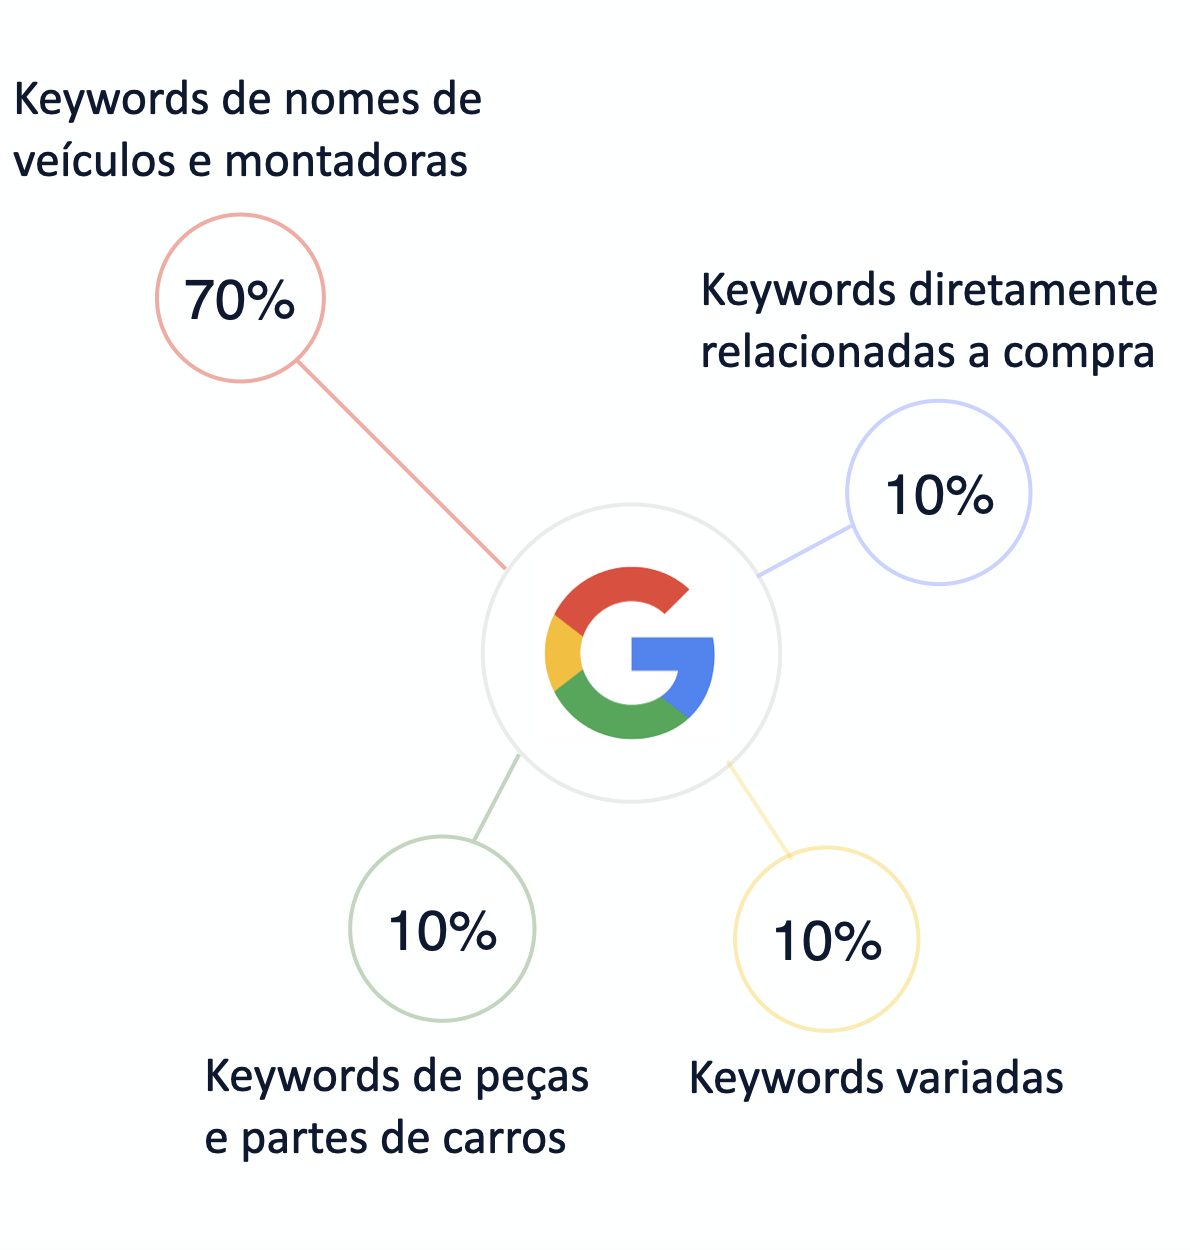 Keywords de nomes de
veículos e montadoras
70%
Keywords diretamente
relacionadas a compra
10%
10%
Keywords de peças
e partes de carros
10%
Keywords variadas